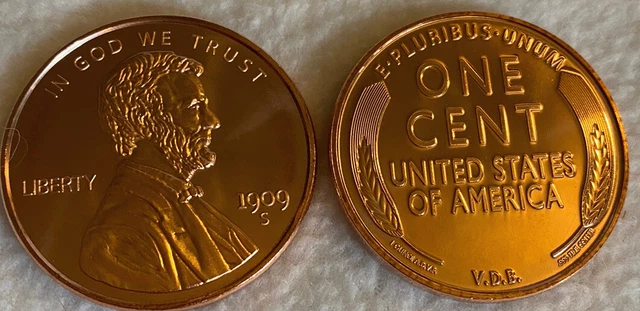 IN GOD WE TRUST
LIBERTY
1909
S
E·PLURIBUS·UNUM
ONE
CENT
UNITED STATES
OF AMERICA
V.D.B.